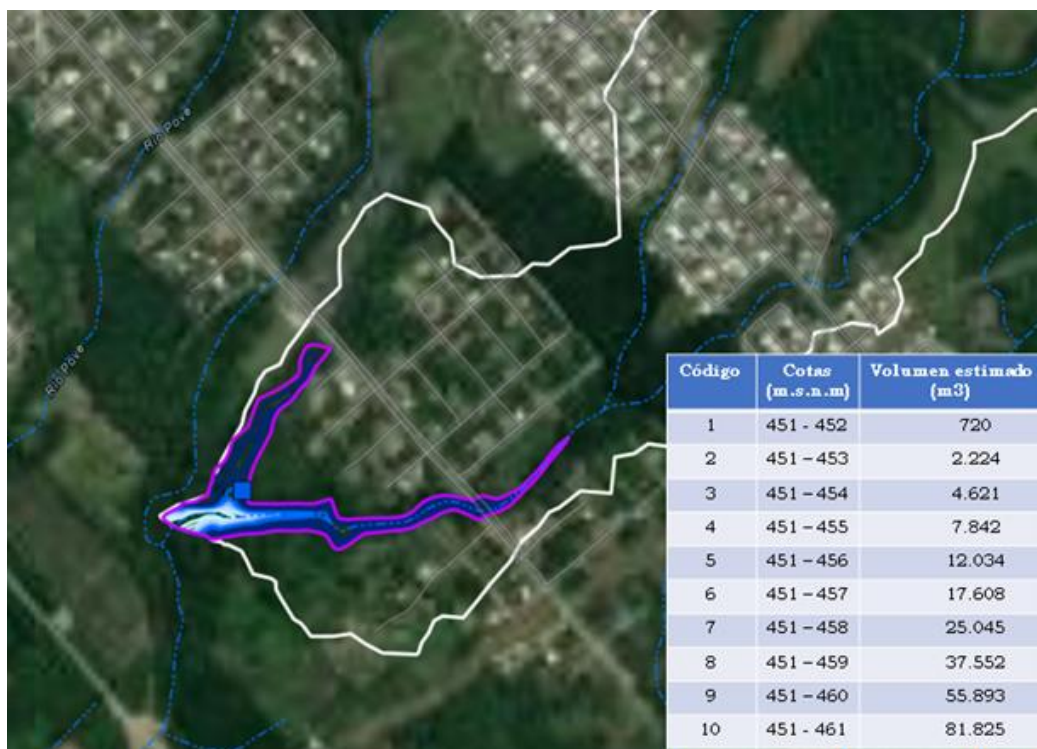 Río Pove
Río Pove
Código Cotas (m.s.n.m) Volumen estimado (m3)
1 451 - 452 720
2 451 – 453 2.224
3 451 – 454 4.621
4 451 – 455 7.842
5 451 – 456 12.034
6 451 – 457 17.608
7 451 – 458 25.045
8 451 – 459 37.552
9 451 – 460 55.893
10 451 - 461 81.825